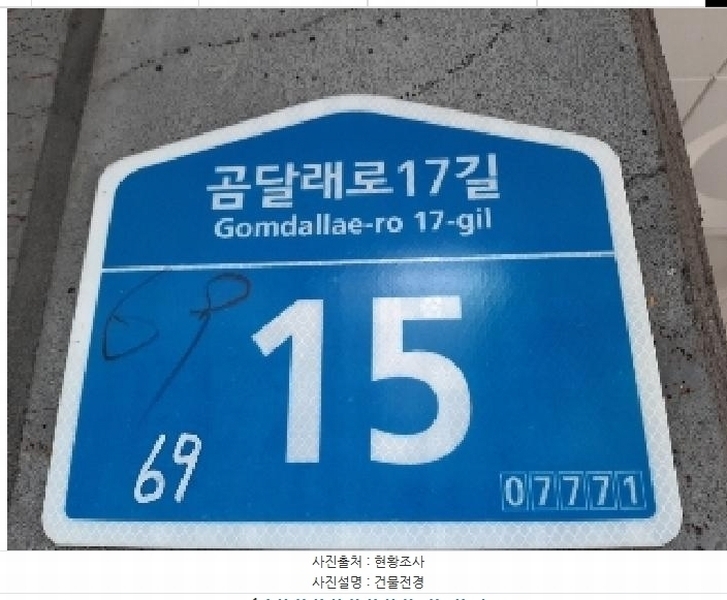 곰달래로17길
Gomdallae-ro 17-gil
69
15
69
07771
사진출처 : 현황조사
사진설명 : 건물전경